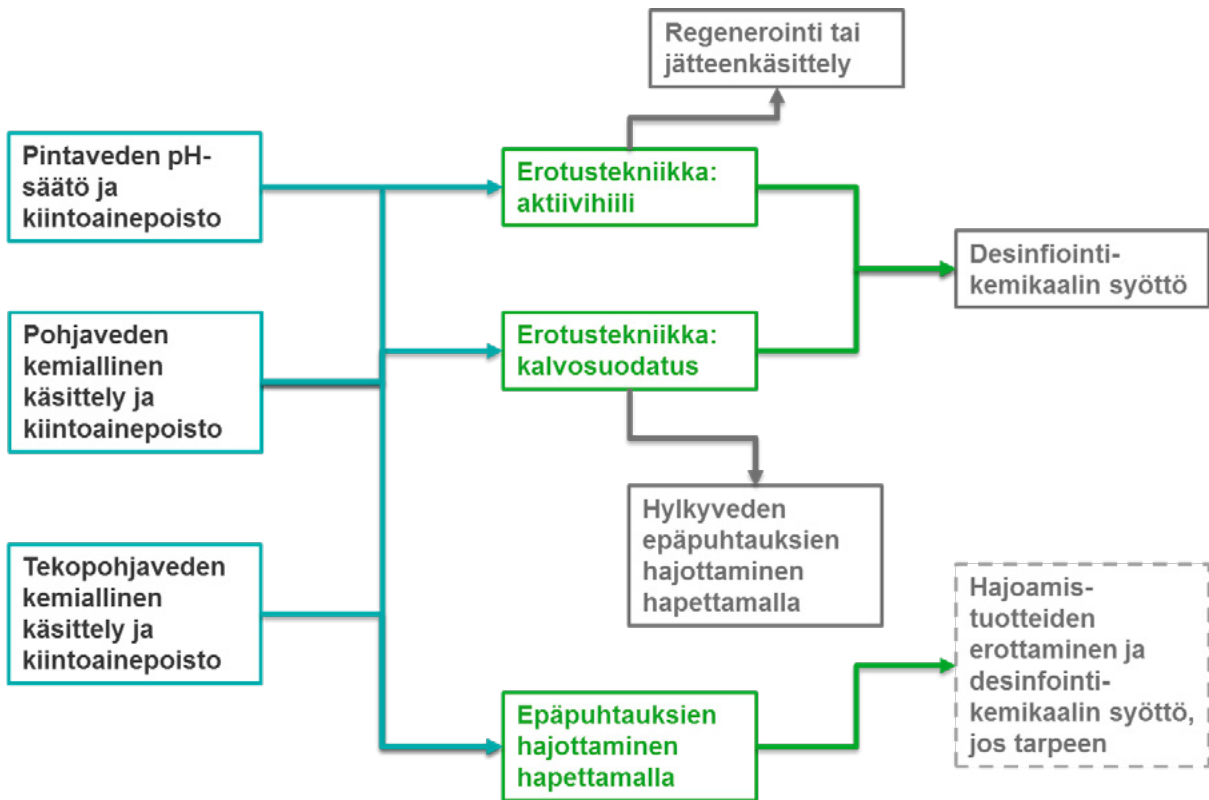 Regenerointi tai
jätteenkäsittely
Pintaveden pH-
säätö ja
kiintoainepoisto
Erotustekniikka:
aktiivihiili
Desinfiointi-
kemikaalin syöttö
Pohjaveden
kemiallinen
käsittely ja
kiintoainepoisto
Erotustekniikka:
kalvosuodatus
Hylkyveden
epäpuhtauksien
hajottaminen
hapettamalla
Tekopohjaveden
kemiallinen
käsittely ja
kiintoainepoisto
Hajoamis-
tuotteiden
erottaminen ja
desinfointi-
kemikaalin syöttö,
jos tarpeen
Epäpuhtauksien
hajottaminen
hapettamalla